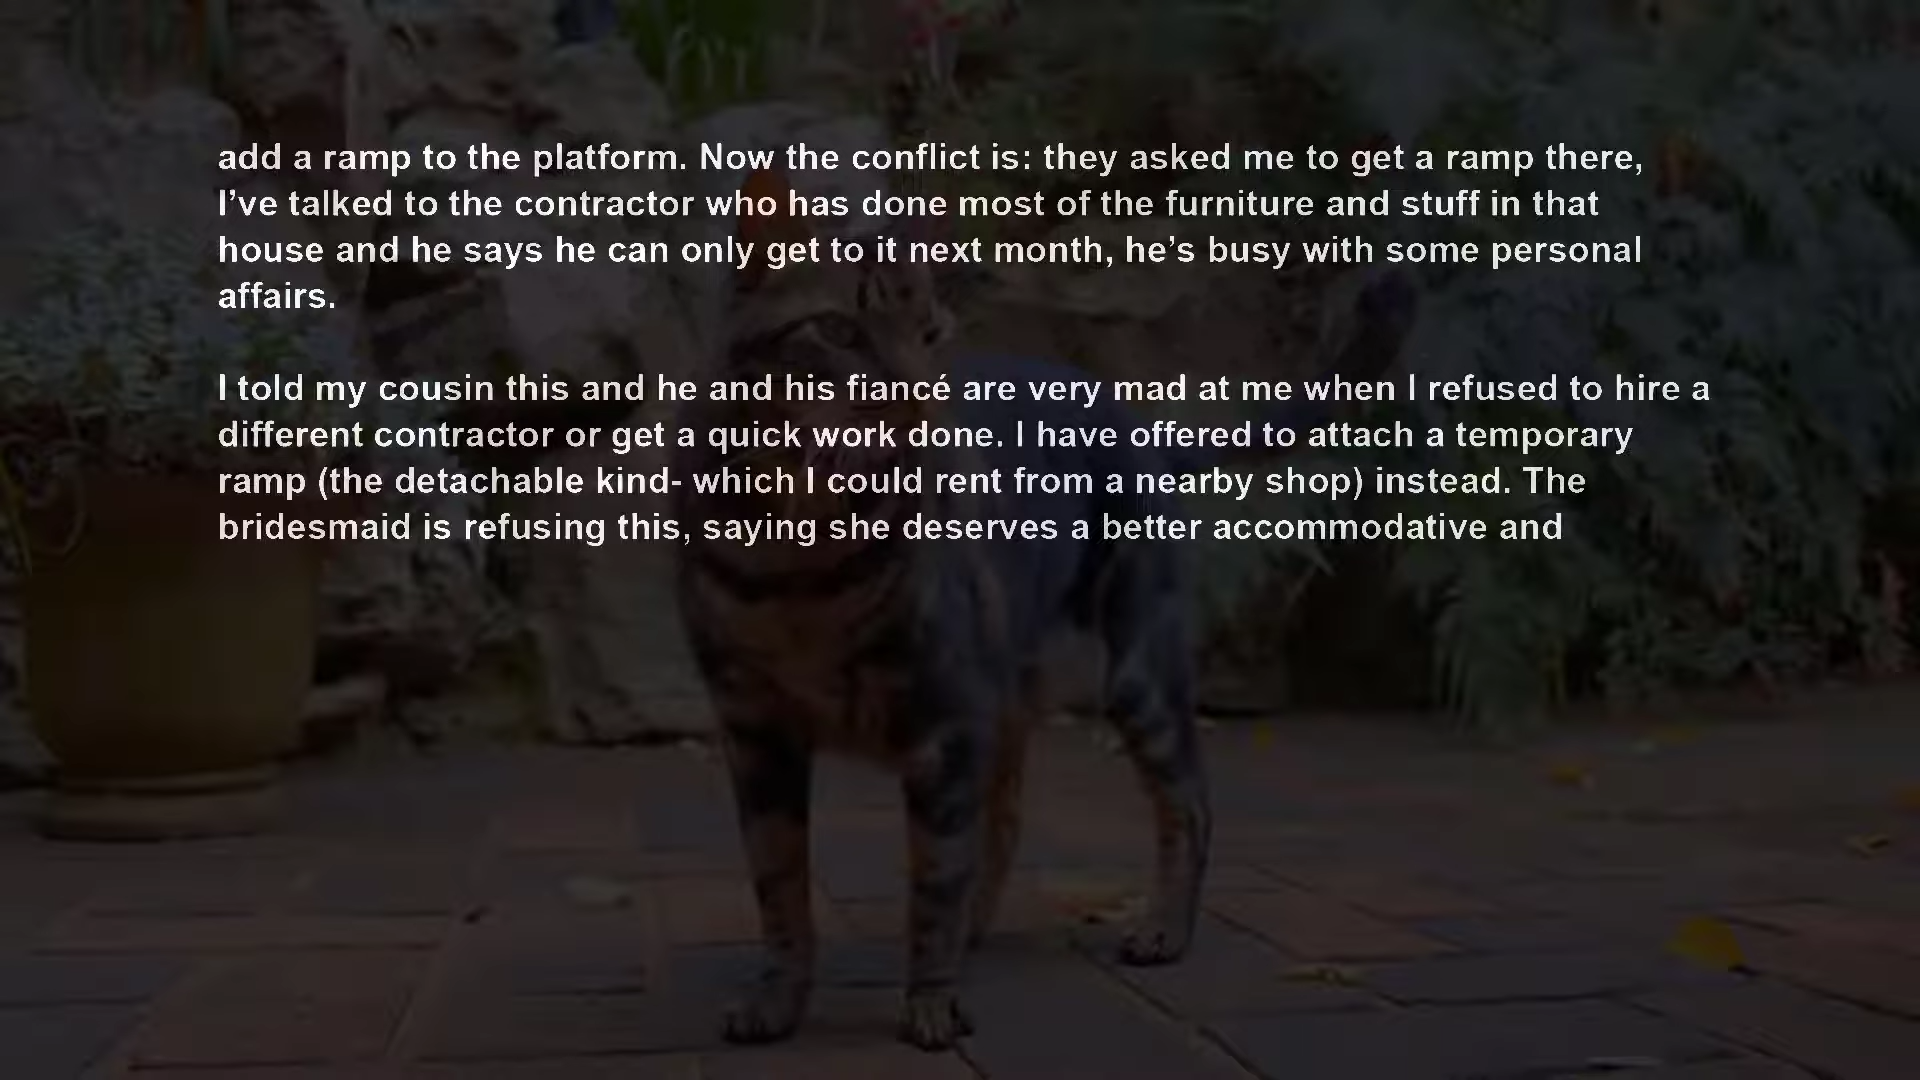 add a ramp to the platform. Now the conflict is: they asked me to get a ramp there,
I’ve talked to the contractor who has done most of the furniture and stuff in that
house and he says he can only get to it next month, he’s busy with some personal
affairs.
I told my cousin this and he and his fiancé are very mad at me when I refused to hire a
different contractor or get a quick work done. I have offered to attach a temporary
ramp (the detachable kind- which I could rent from a nearby shop) instead. The
bridesmaid is refusing this, saying she deserves a better accommodative and